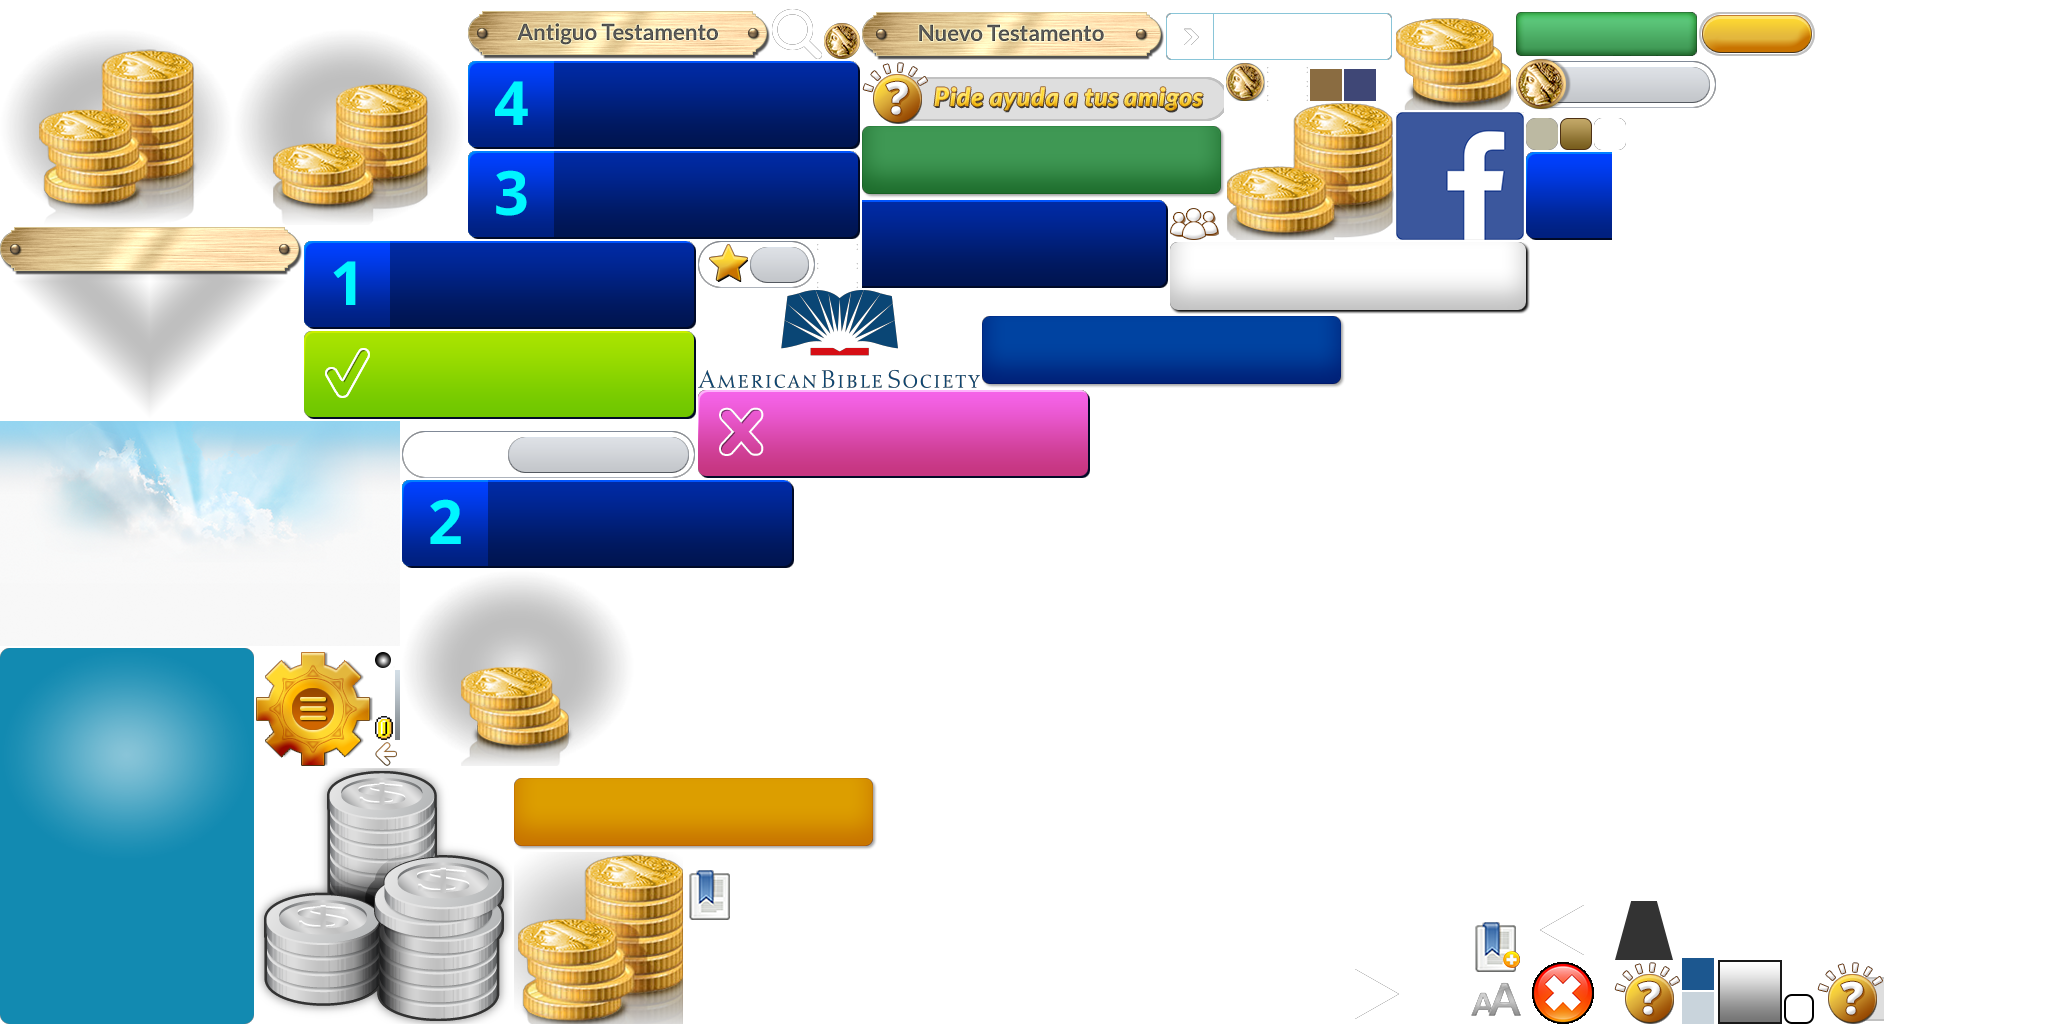 Antiguo Testamento
Nuevo Testamento
4
Pide ayuda a tus amigos
3
1
AMERICAN BIBLE SOCIETY
2
AA